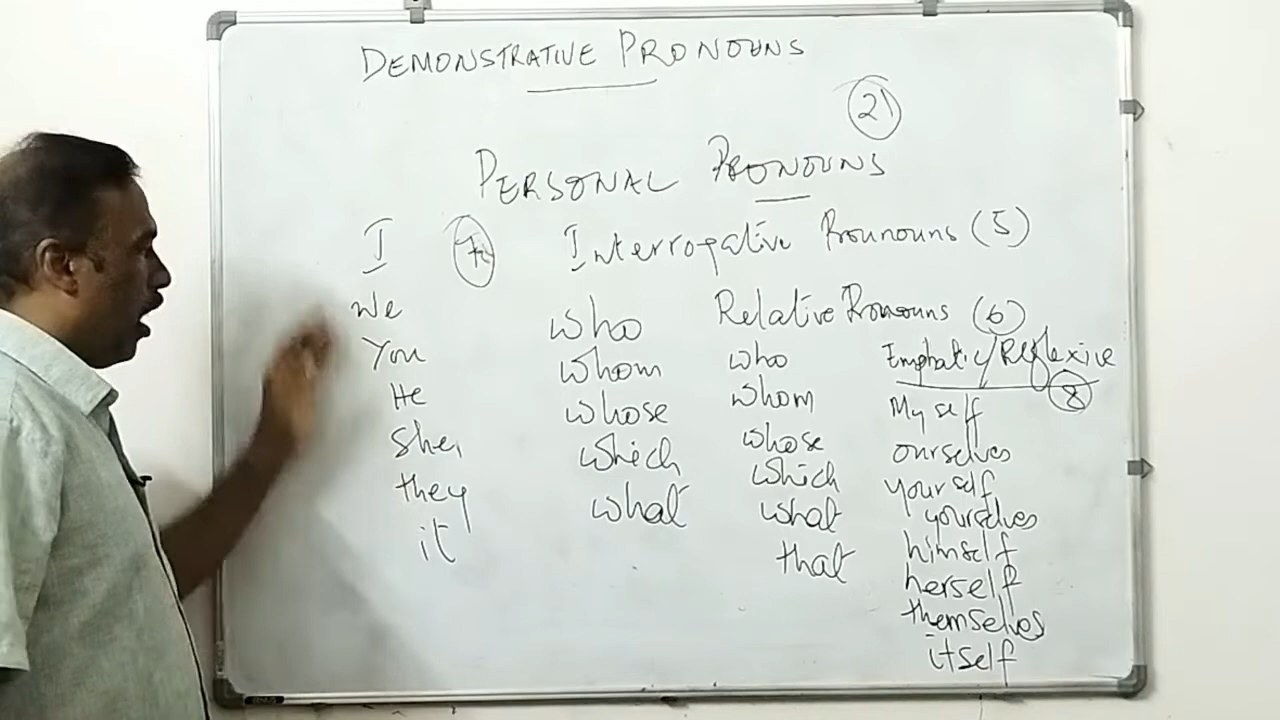 DEMONSTRATIVE PRONOUNS
21
PERSONAL PRONOUNS
I
We
You
He
She,
they
it
Interrogative Pronouns (5)
who
whom
whose
which
what
Relative Pronouns (6)
who
whom
whose
which
what
that
Emphatic/Reflexive
8
Myself
ourselves
yourself
yourselves
himself
herself
themselves
itself